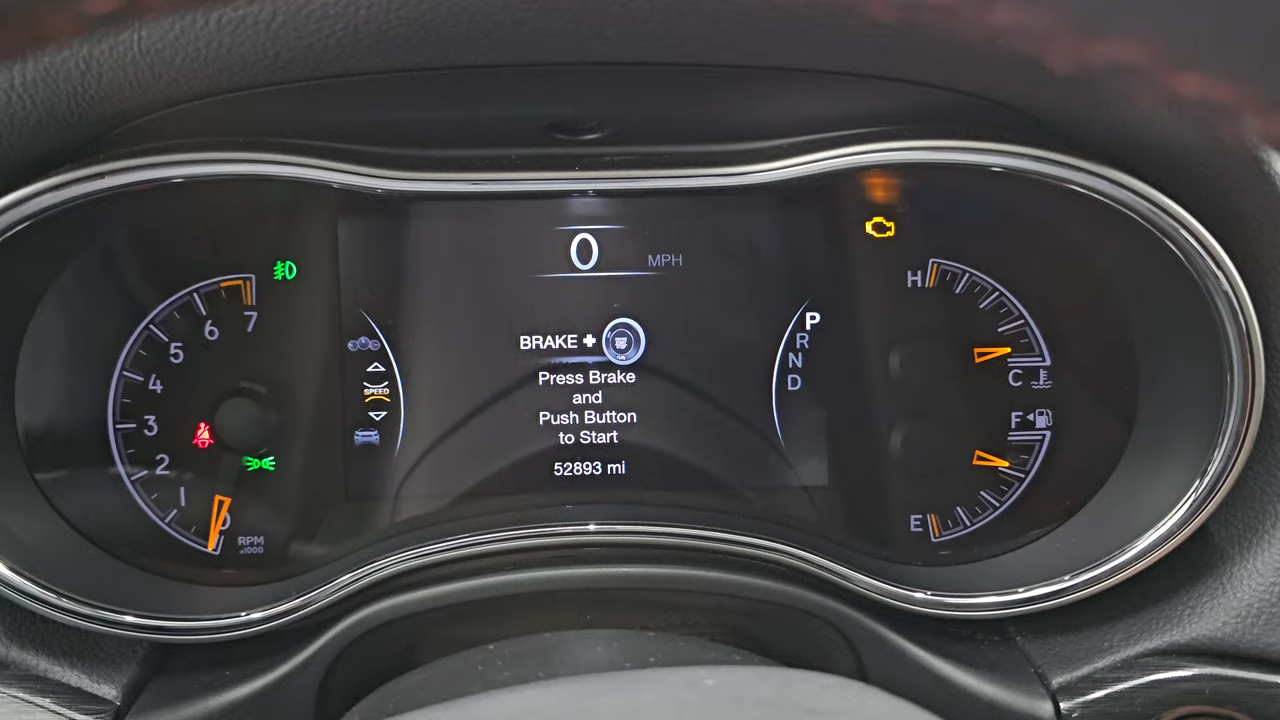 0 MPH
7
6
5
4
3
2
1
0
RPM
x1000
SPEED
BRAKE +
Press Brake
and
Push Button
to Start
52893 mi
P
R
N
D
H
C
F
E